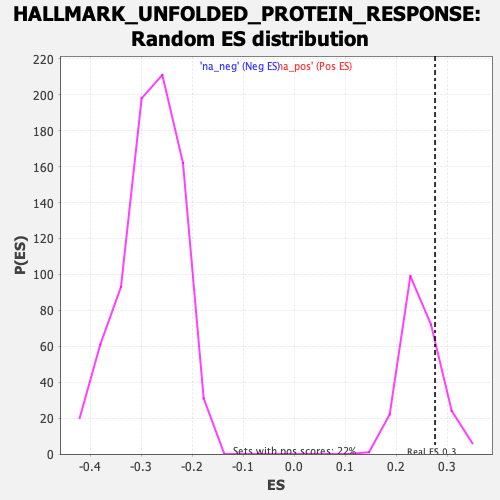 HALLMARK_UNFOLDED_PROTEIN_RESPONSE:
Random ES distribution
'na_neg' (Neg ES)
na_pos' (Pos ES)
220
200
180
160
140
120
100
80
60
40
20
0
P(ES)
Sets with pos scores: 22%
Real ES 0.3
-0.4 -0.3 -0.2 -0.1 0.0 0.1 0.2 0.3
ES